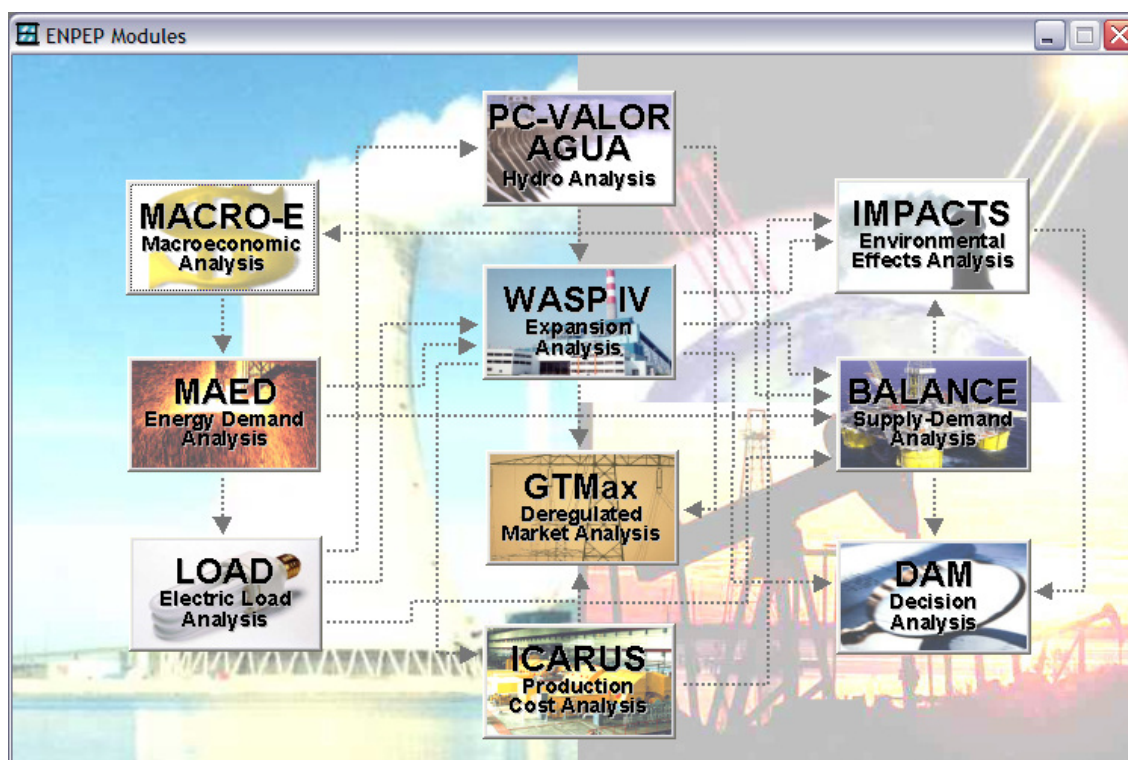 ENPEP Modules
PC-VALOR
AGUA
Hydro Analysis
MACRO-E
Macroeconomic
Analysis
IMPACTS
Environmental
Effects Analysis
WASP IV
Expansion
Analysis
MAED
Energy Demand
Analysis
BALANCE
Supply-Demand
Analysis
GTMax
Deregulated
Market Analysis
LOAD
Electric Load
Analysis
DAM
Decision
Analysis
ICARUS
Production
Cost Analysis